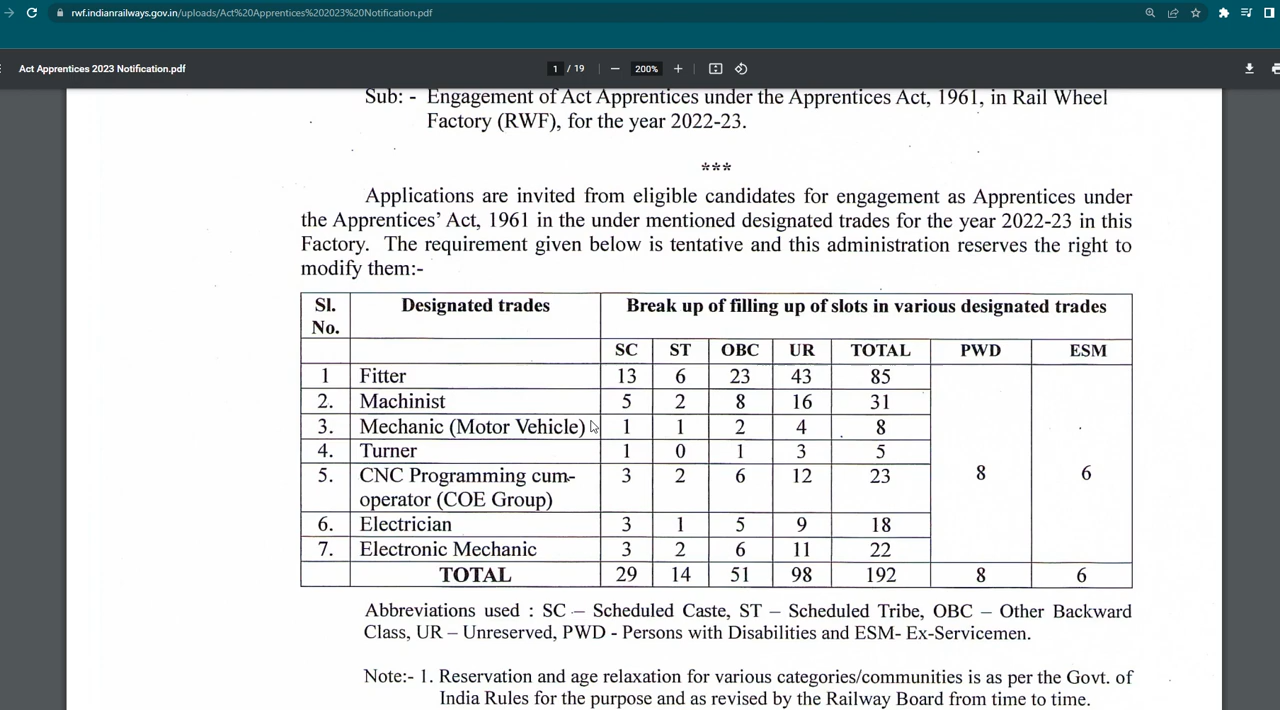 rwf.indianrailways.gov.in/uploads/Act%20Apprentices%202023%20Notification.pdf
Act Apprentices 2023 Notification.pdf
1 / 19
200%
Sub: - Engagement of Act Apprentices under the Apprentices Act, 1961, in Rail Wheel
Factory (RWF), for the year 2022-23.
***
Applications are invited from eligible candidates for engagement as Apprentices under
the Apprentices' Act, 1961 in the under mentioned designated trades for the year 2022-23 in this
Factory. The requirement given below is tentative and this administration reserves the right to
modify them:-
Sl. No. Designated trades Break up of filling up of slots in various designated trades
SC ST OBC UR TOTAL PWD ESM
1 Fitter 13 6 23 43 85
2. Machinist 5 2 8 16 31
3. Mechanic (Motor Vehicle) 1 1 2 4 8
4. Turner 1 0 1 3 5
5. CNC Programming cum- 3 2 6 12 23 8 6
operator (COE Group)
6. Electrician 3 1 5 9 18
7. Electronic Mechanic 3 2 6 11 22
TOTAL 29 14 51 98 192 8 6
Abbreviations used : SC – Scheduled Caste, ST – Scheduled Tribe, OBC – Other Backward
Class, UR – Unreserved, PWD - Persons with Disabilities and ESM- Ex-Servicemen.
Note:- 1. Reservation and age relaxation for various categories/communities is as per the Govt. of
India Rules for the purpose and as revised by the Railway Board from time to time.